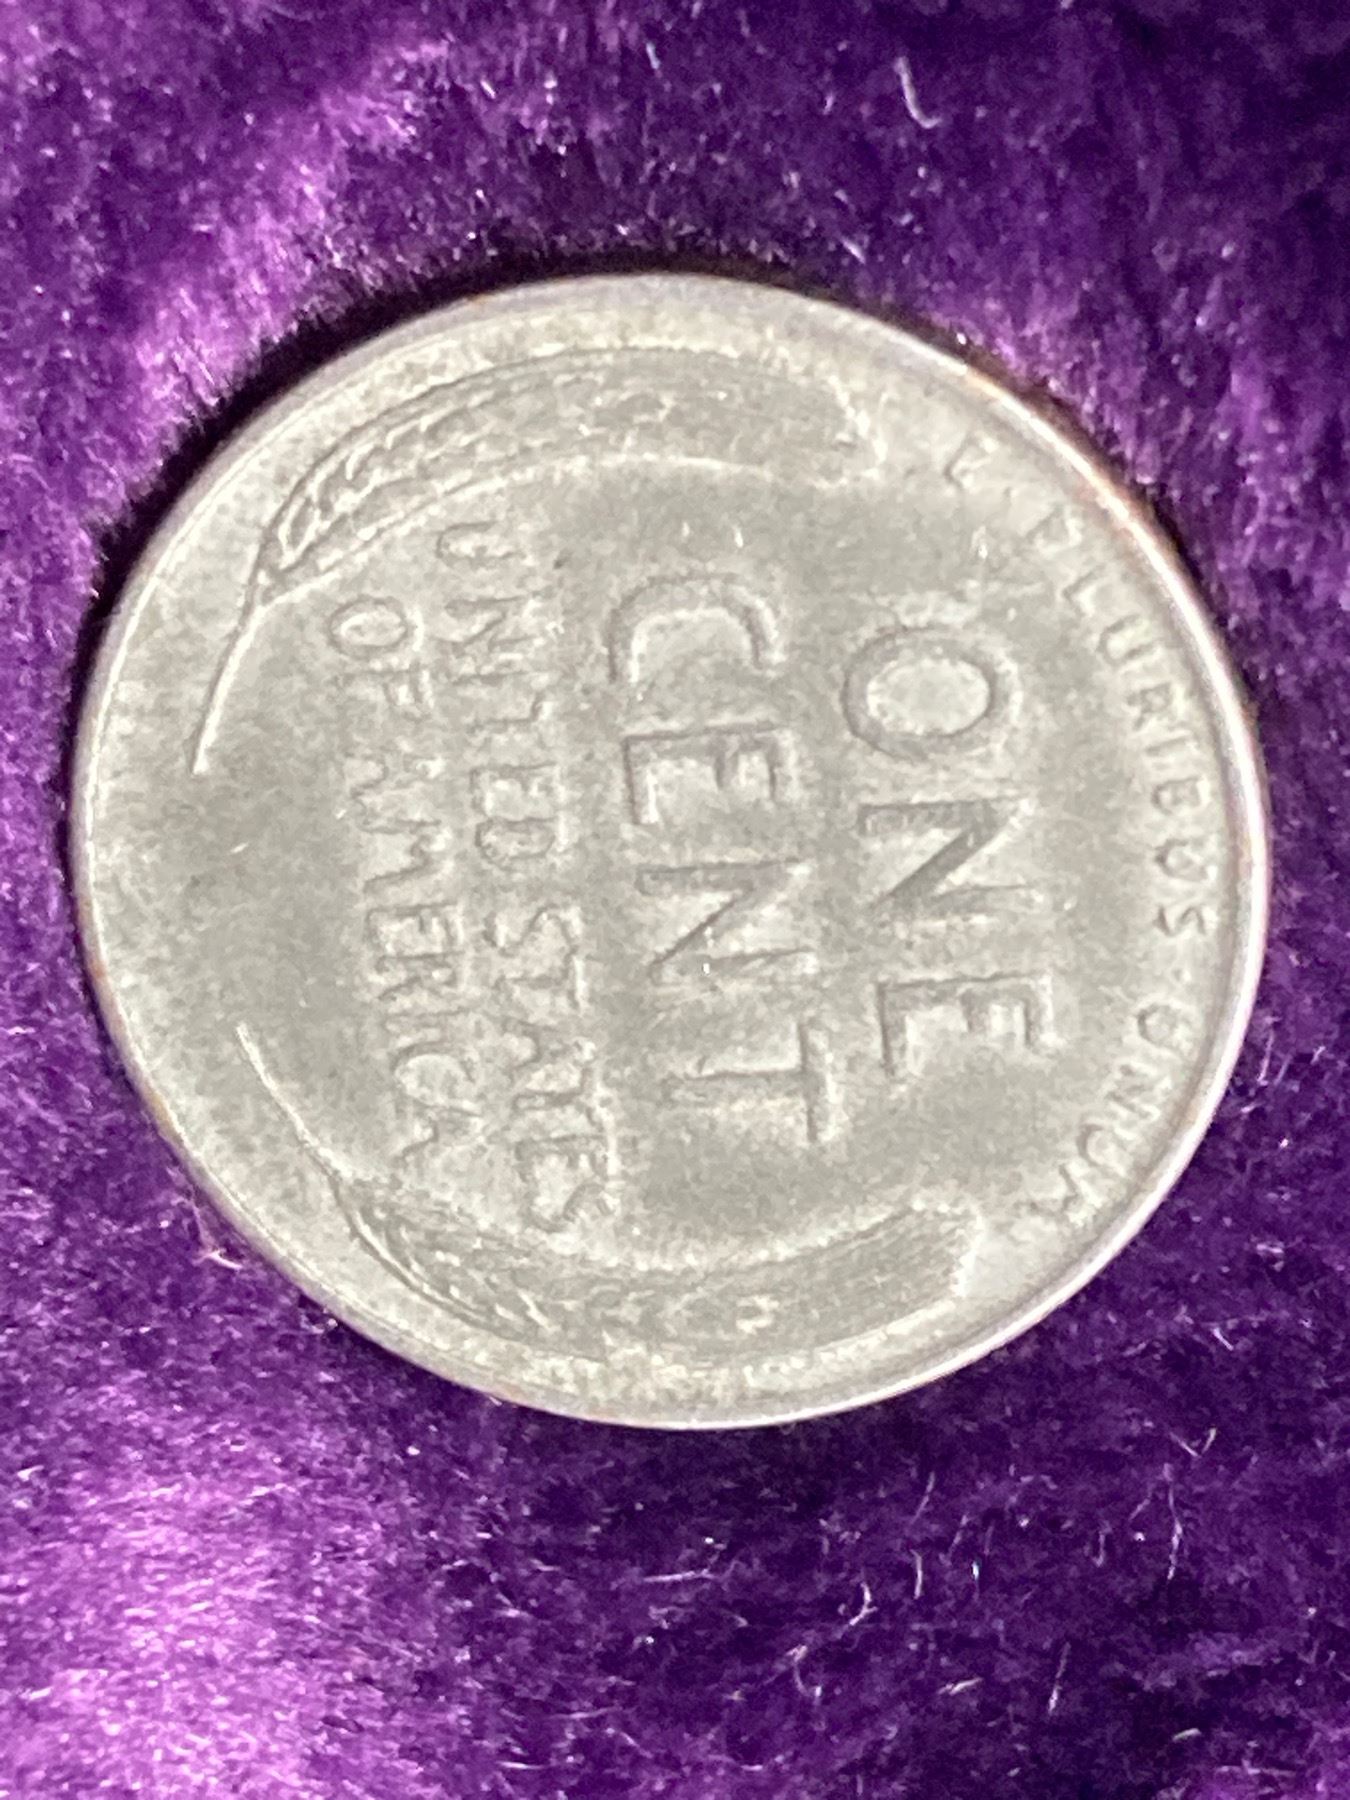 E·PLURIBUS·UNUM
ONE
CENT
UNITED STATES
OF AMERICA